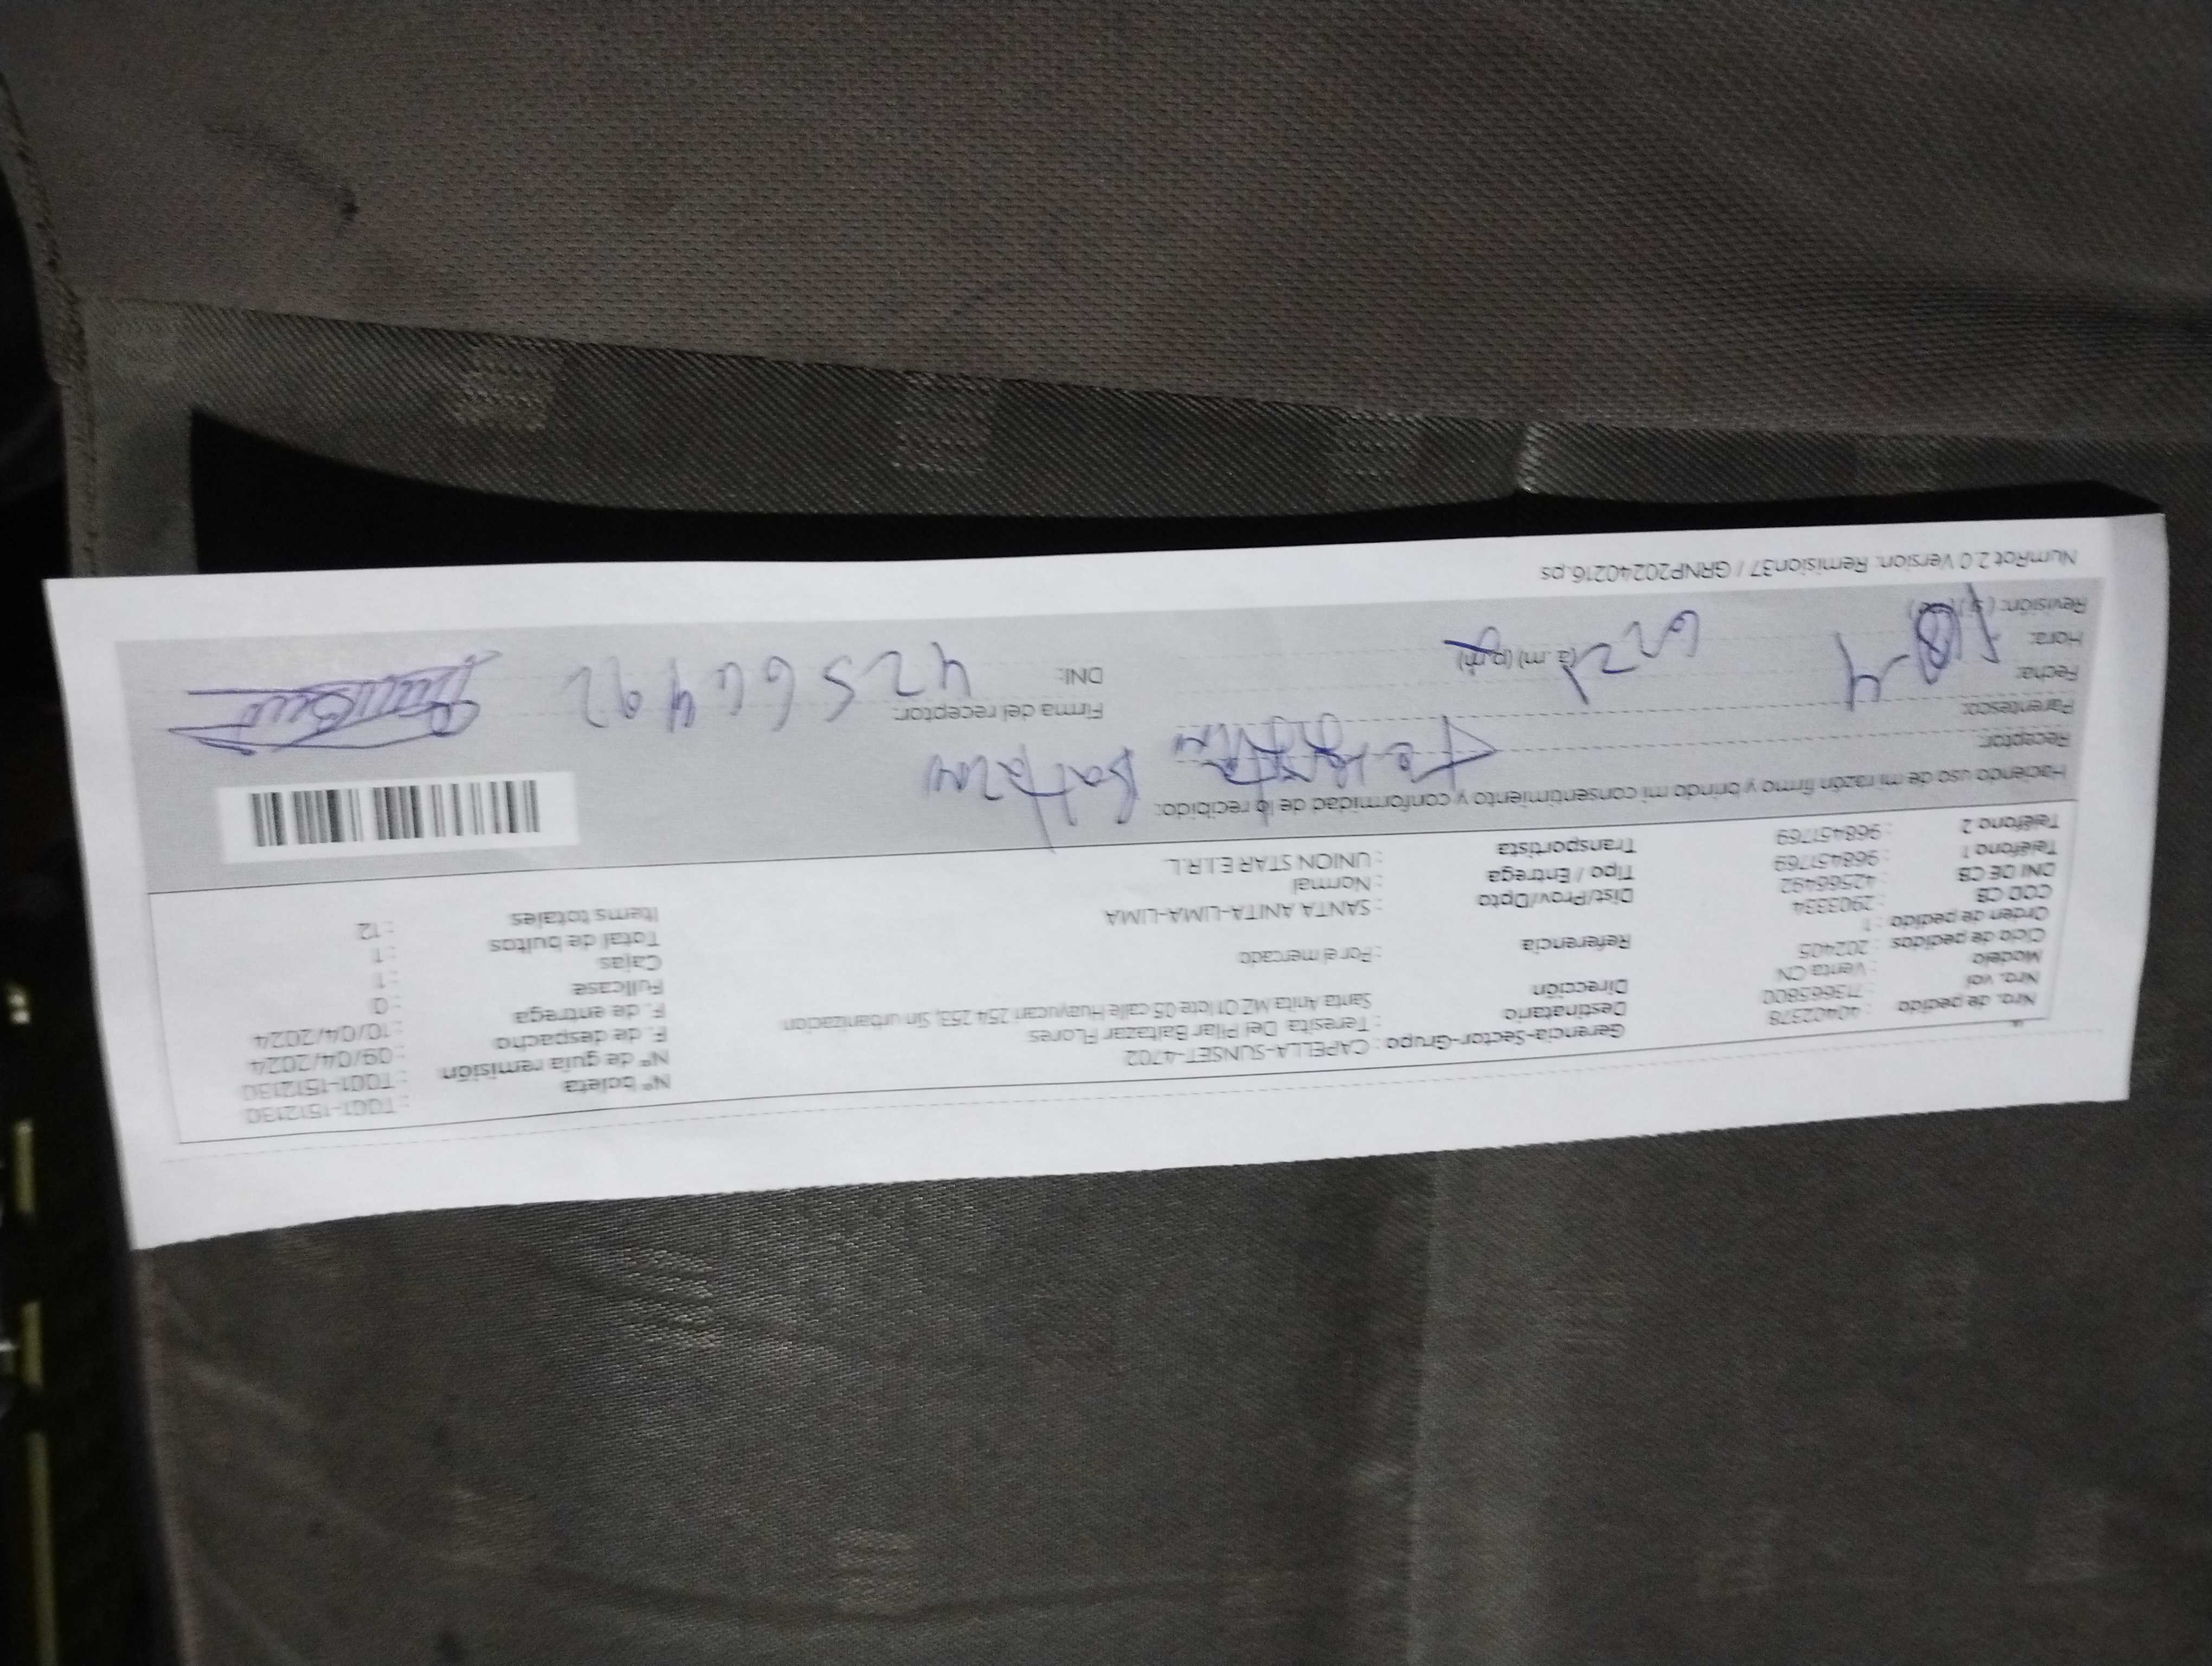 Nro. de pedido : 40402378
Nro. vol : 713665800
Modelo : Venta CN
Ciclo de pedidos : 202405
Orden de pedido : 1
COD CB : 2903334
DNI DE CB : 42566492
Teléfono 1 : 968451769
Teléfono 2 : 968451769
Gerencia-Sector-Grupo : CAPELLA-SUNSET-4702
Destinatario : Teresita Del Pilar Baltazar FLores
Dirección Santa Anita MZ O1 lote 05 calle Huayucan 254 253, Sin urbanizacion
Referencia : Por el mercado
Dist/Prov/Dpto : SANTA ANITA-LIMA-LIMA
Tipo / Entrega : Normal
Transportista : UNION STAR E.I.R.L.
N° boleta : T001-1512130
N° de guía remisión : T001-1512130
F. de despacho : 09/04/2024
F. de entrega : 10/04/2024
Fullcase : 0
Cajas : 1
Total de bultos : 1
Items totales : 12
Haciendo uso de mi razón firmo y brindo mi consentimiento y conformidad de lo recibido:
Receptor:
Parentesco:
Fecha:
Hora: (a. m) (p. m)
Revisión:
Baltazar
Firma del receptor:
DNI: 42566492
NumRot 2.0 Version: Remision37 / GRNP20240216.ps